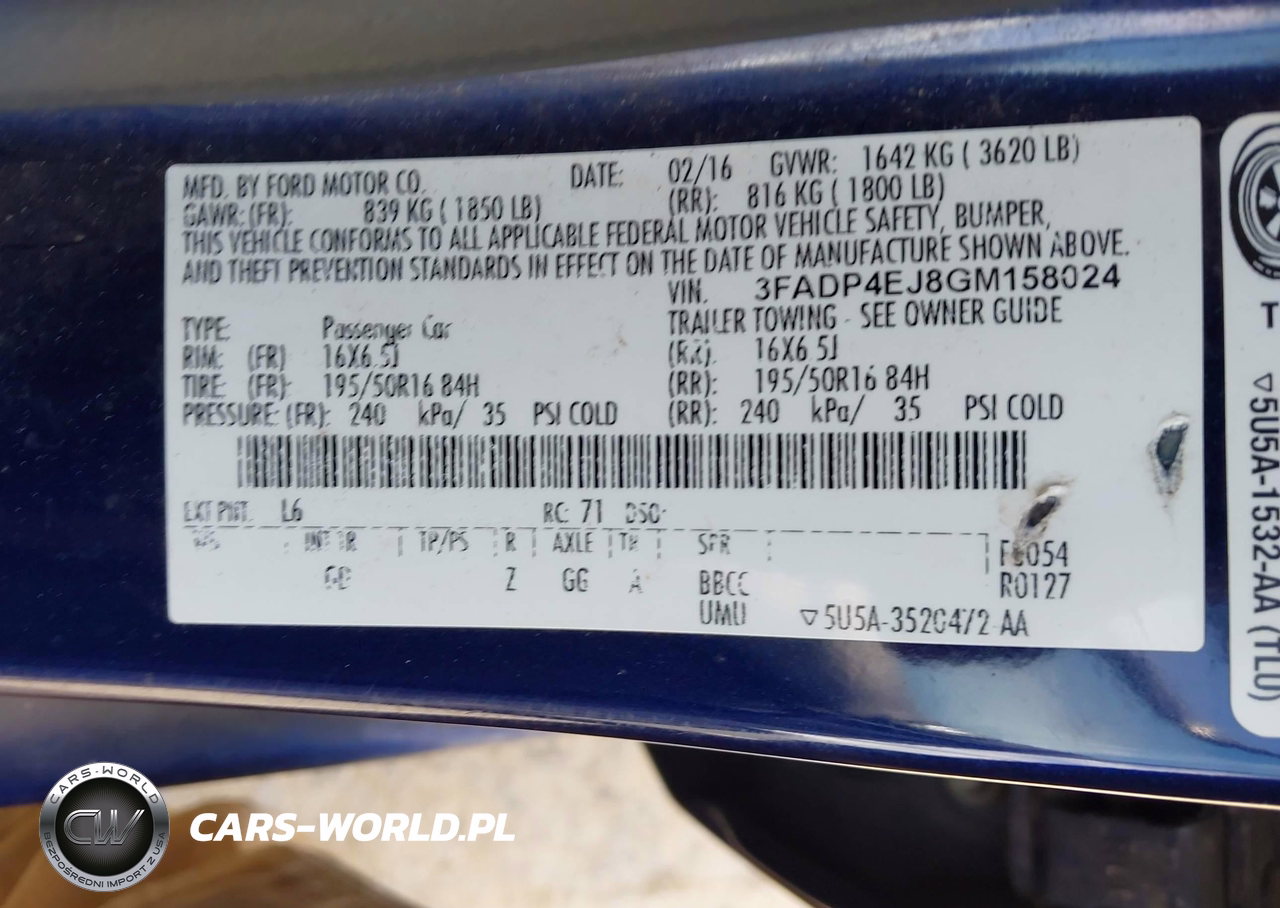 MFD. BY FORD MOTOR CO. DATE: 02/16 GVWR: 1642 KG ( 3620 LB)
GAWR: (FR): 839 KG ( 1850 LB) (RR): 816 KG ( 1800 LB)
THIS VEHICLE CONFORMS TO ALL APPLICABLE FEDERAL MOTOR VEHICLE SAFETY, BUMPER,
AND THEFT PREVENTION STANDARDS IN EFFECT ON THE DATE OF MANUFACTURE SHOWN ABOVE.
VIN. 3FADP4EJ8GM158024
TYPE: Passenger Car TRAILER TOWING - SEE OWNER GUIDE
RIM: (FR) 16X6.5J (RR). 16X6.5J
TIRE: (FR): 195/50R16 84H (RR): 195/50R16 84H
PRESSURE: (FR): 240 kPa/ 35 PSI COLD (RR): 240 kPa/ 35 PSI COLD
EXT PNT: L6 RC: 71 DSO:
INT TR TP/PS R AXLE TR SPR
Z GG A BBCC R0127
UMU ▽5U5A-3520472-AA
T ▽5U5A-1532-AA (TLU)
CARS-WORLD
CW
BEZPOŚREDNI IMPORT Z USA
CARS-WORLD.PL